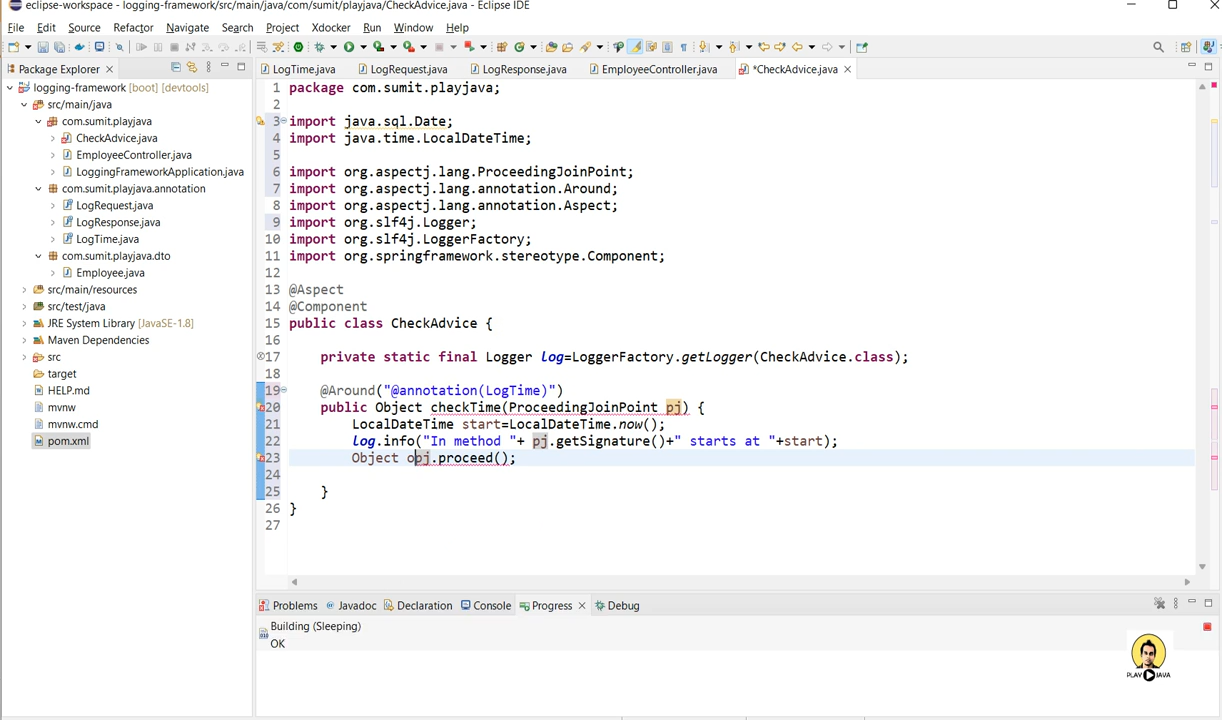 eclipse-workspace - logging-framework/src/main/java/com/sumit/playjava/CheckAdvice.java - Eclipse IDE
File Edit Source Refactor Navigate Search Project Xdocker Run Window Help
Package Explorer
LogTime.java LogRequest.java LogResponse.java EmployeeController.java *CheckAdvice.java
logging-framework [boot] [devtools]
src/main/java
com.sumit.playjava
CheckAdvice.java
EmployeeController.java
LoggingFrameworkApplication.java
com.sumit.playjava.annotation
LogRequest.java
LogResponse.java
LogTime.java
com.sumit.playjava.dto
Employee.java
src/main/resources
src/test/java
JRE System Library [JavaSE-1.8]
Maven Dependencies
src
target
HELP.md
mvnw
mvnw.cmd
pom.xml
1 package com.sumit.playjava;
2
3 import java.sql.Date;
4 import java.time.LocalDateTime;
5
6 import org.aspectj.lang.ProceedingJoinPoint;
7 import org.aspectj.lang.annotation.Around;
8 import org.aspectj.lang.annotation.Aspect;
9 import org.slf4j.Logger;
10 import org.slf4j.LoggerFactory;
11 import org.springframework.stereotype.Component;
12
13 @Aspect
14 @Component
15 public class CheckAdvice {
16
17 private static final Logger log=LoggerFactory.getLogger(CheckAdvice.class);
18
19 @Around("@annotation(LogTime)")
20 public Object checkTime(ProceedingJoinPoint pj) {
21 LocalDateTime start=LocalDateTime.now();
22 log.info("In method "+ pj.getSignature()+" starts at "+start);
23 Object opj.proceed();
24
25 }
26 }
27
Problems Javadoc Declaration Console Progress Debug
Building (Sleeping)
OK
PLAY JAVA